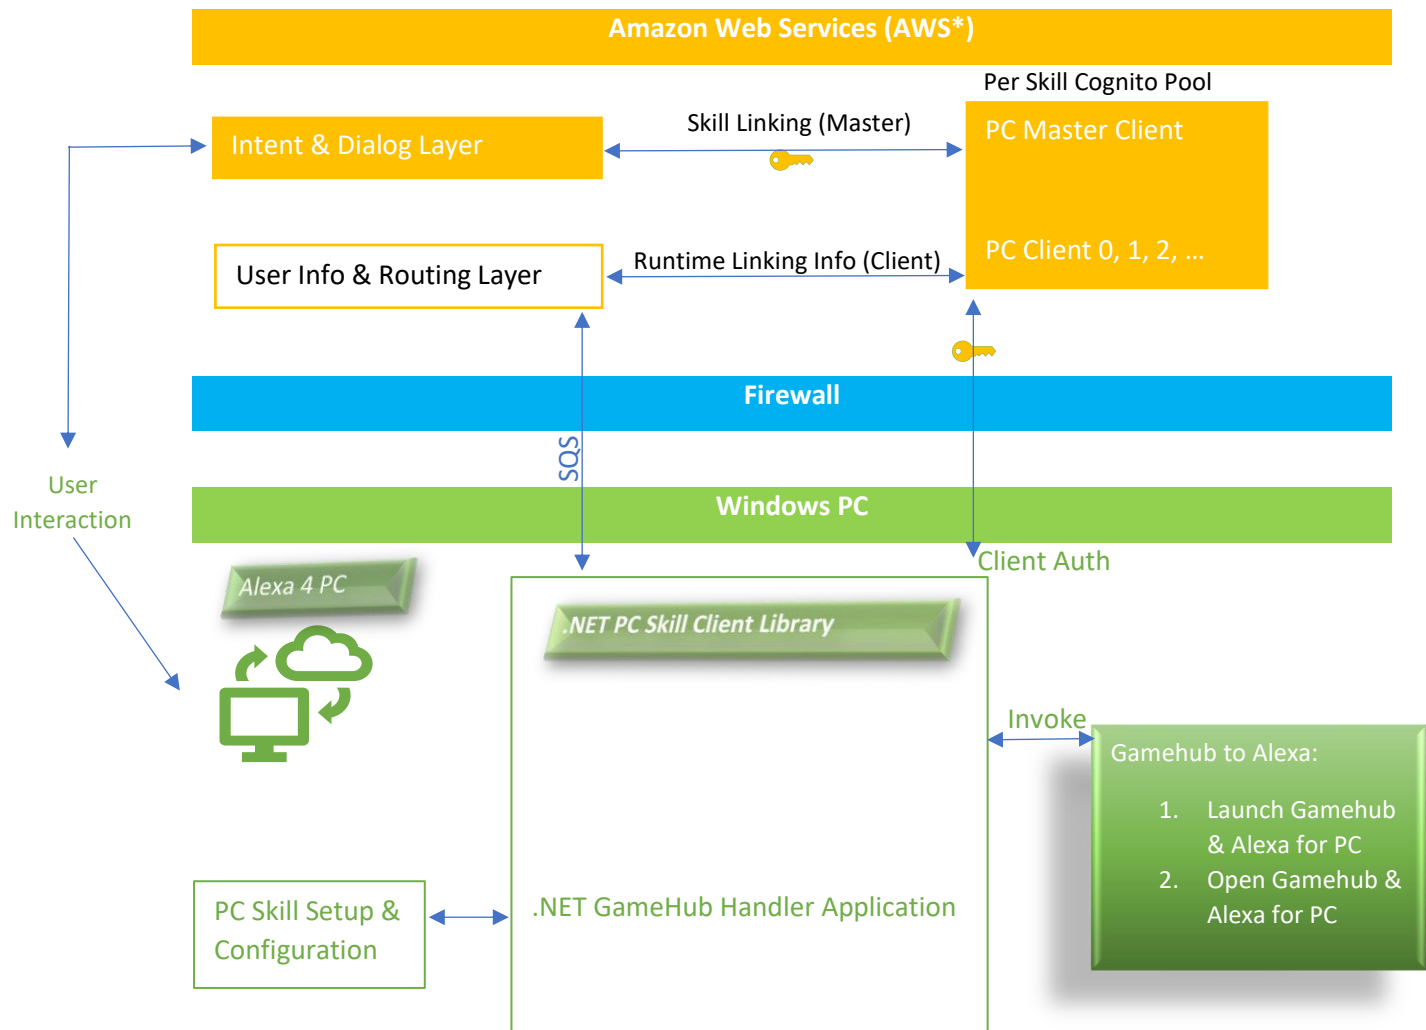 Amazon Web Services (AWS*)
Per Skill Cognito Pool
Skill Linking (Master)
PC Master Client
Intent & Dialog Layer
PC Client 0, 1, 2, ...
Runtime Linking Info (Client)
User Info & Routing Layer
Firewall
SQS
User
Interaction
Windows PC
Client Auth
Alexa 4 PC
.NET PC Skill Client Library
Invoke
Gamehub to Alexa:
1. Launch Gamehub
& Alexa for PC
2. Open Gamehub &
Alexa for PC
PC Skill Setup &
Configuration
.NET GameHub Handler Application